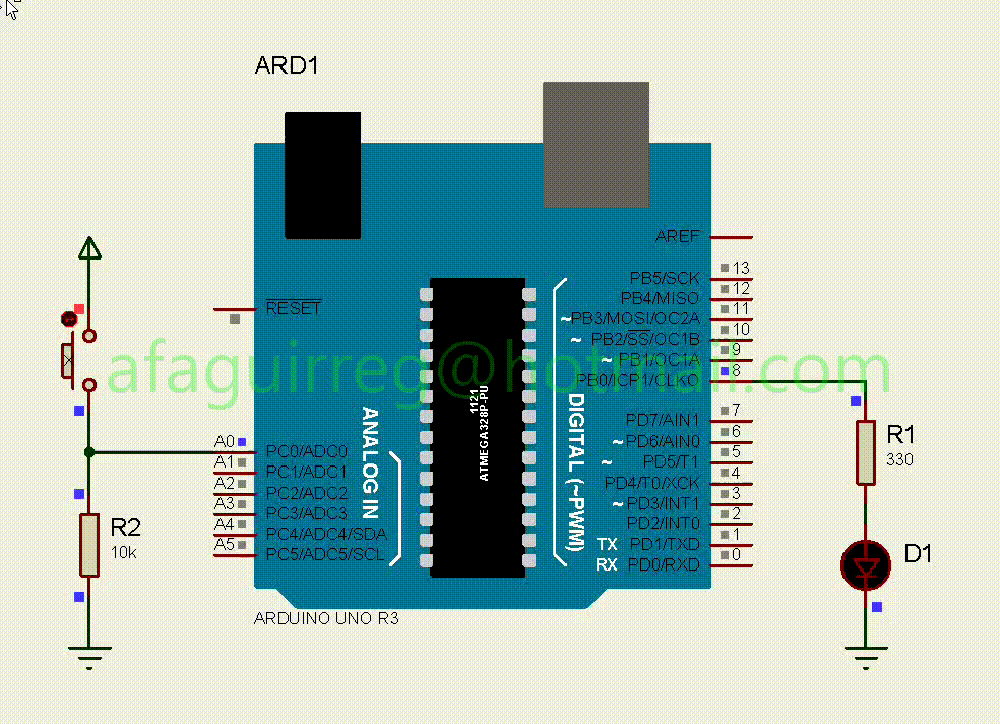 ARD1
AREF
13
PB5/SCK
12
PB4/MISO
11
RESET
~PB3/MOSI/OC2A
10
~ PB2/SS/OC1B
9
~ PB1/OC1A
8
PB0/ICP1/CLKO
afaguirreg@hotmail.com
7
PD7/AIN1
6
~ PD6/AIN0
5
~ PD5/T1
4
PD4/T0/XCK
3
~ PD3/INT1
2
PD2/INT0
1
TX PD1/TXD
0
RX PD0/RXD
1121
ATMEGA328P-PU
ANALOG IN
DIGITAL (~PWM)
A0
PC0/ADC0
A1
PC1/ADC1
A2
PC2/ADC2
A3
PC3/ADC3
A4
PC4/ADC4/SDA
A5
PC5/ADC5/SCL
R1
330
R2
10k
D1
ARDUINO UNO R3